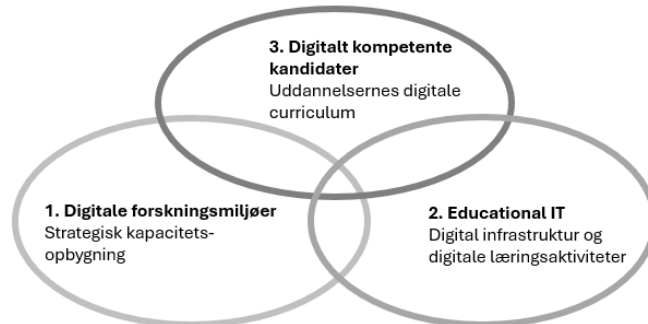 3. Digitalt kompetente
kandidater
Uddannelsernes digitale
curriculum
1. Digitale forskningsmiljøer
Strategisk kapacitets-
opbygning
2. Educational IT
Digital infrastruktur og
digitale læringsaktiviteter